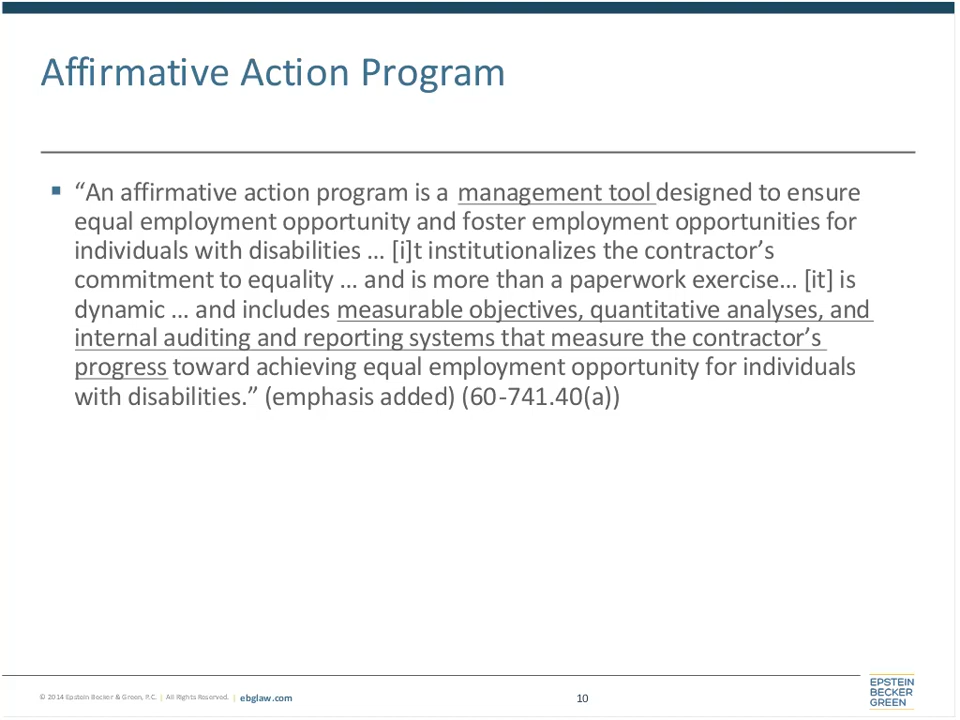 Affirmative Action Program
▪ “An affirmative action program is a management tool designed to ensure
equal employment opportunity and foster employment opportunities for
individuals with disabilities … [i]t institutionalizes the contractor’s
commitment to equality … and is more than a paperwork exercise… [it] is
dynamic … and includes measurable objectives, quantitative analyses, and
internal auditing and reporting systems that measure the contractor’s
progress toward achieving equal employment opportunity for individuals
with disabilities.” (emphasis added) (60-741.40(a))
© 2014 Epstein Becker & Green, P.C. | All Rights Reserved. | ebglaw.com
10
EPSTEIN
BECKER
GREEN